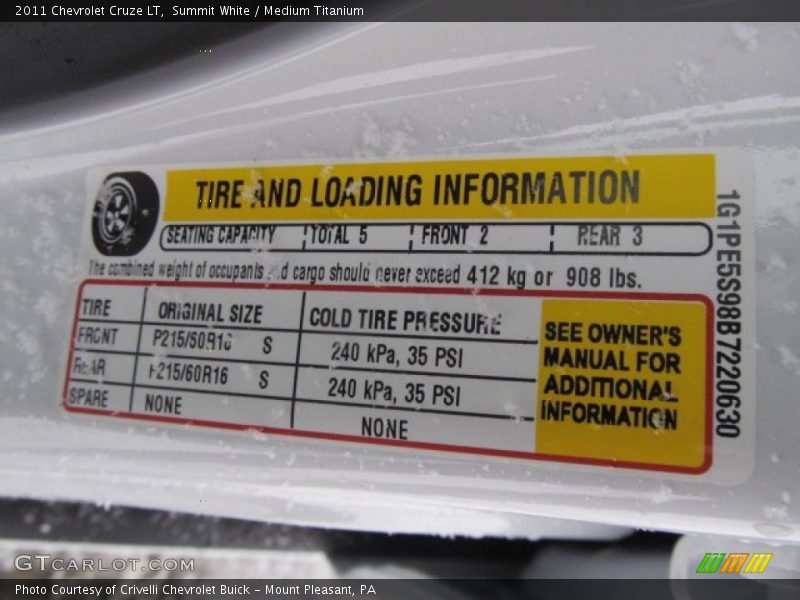 2011 Chevrolet Cruze LT, Summit White / Medium Titanium
TIRE AND LOADING INFORMATION
SEATING CAPACITY TOTAL 5 FRONT 2 REAR 3
The combined weight of occupants and cargo should never exceed 412 kg or 908 lbs.
TIRE ORIGINAL SIZE COLD TIRE PRESSURE
FRONT P215/60R16 S 240 kPa, 35 PSI
REAR P215/60R16 S 240 kPa, 35 PSI
SPARE NONE NONE
SEE OWNER'S
MANUAL FOR
ADDITIONAL
INFORMATION
1G1PE5S98B7220630
GTCARLOT.COM
Photo Courtesy of Crivelli Chevrolet Buick - Mount Pleasant, PA